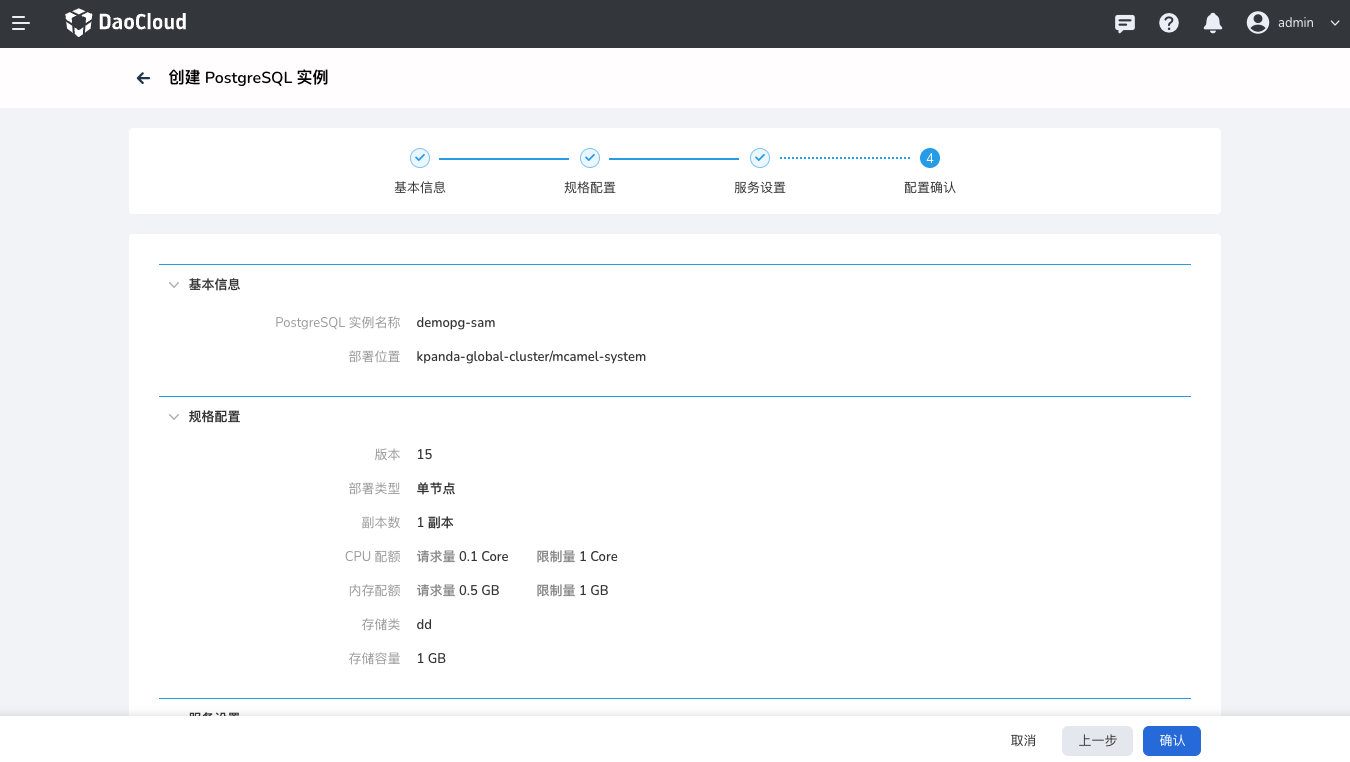 DaoCloud
admin
创建 PostgreSQL 实例
4
基本信息
规格配置
服务设置
配置确认
基本信息
PostgreSQL 实例名称 demopg-sam
部署位置 kpanda-global-cluster/mcamel-system
规格配置
版本 15
部署类型 单节点
副本数 1 副本
CPU 配额 请求量 0.1 Core 限制量 1 Core
内存配额 请求量 0.5 GB 限制量 1 GB
存储类 dd
存储容量 1 GB
服务设置
取消 上一步 确认